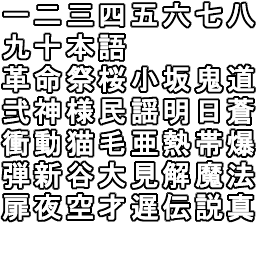 一二三四五六七八
九十本語
革命祭桜小坂鬼道
弐神様民謡明日蒼
衝動猫毛亜熱帯爆
弾新谷大見解魔法
扉夜空才遅伝説真